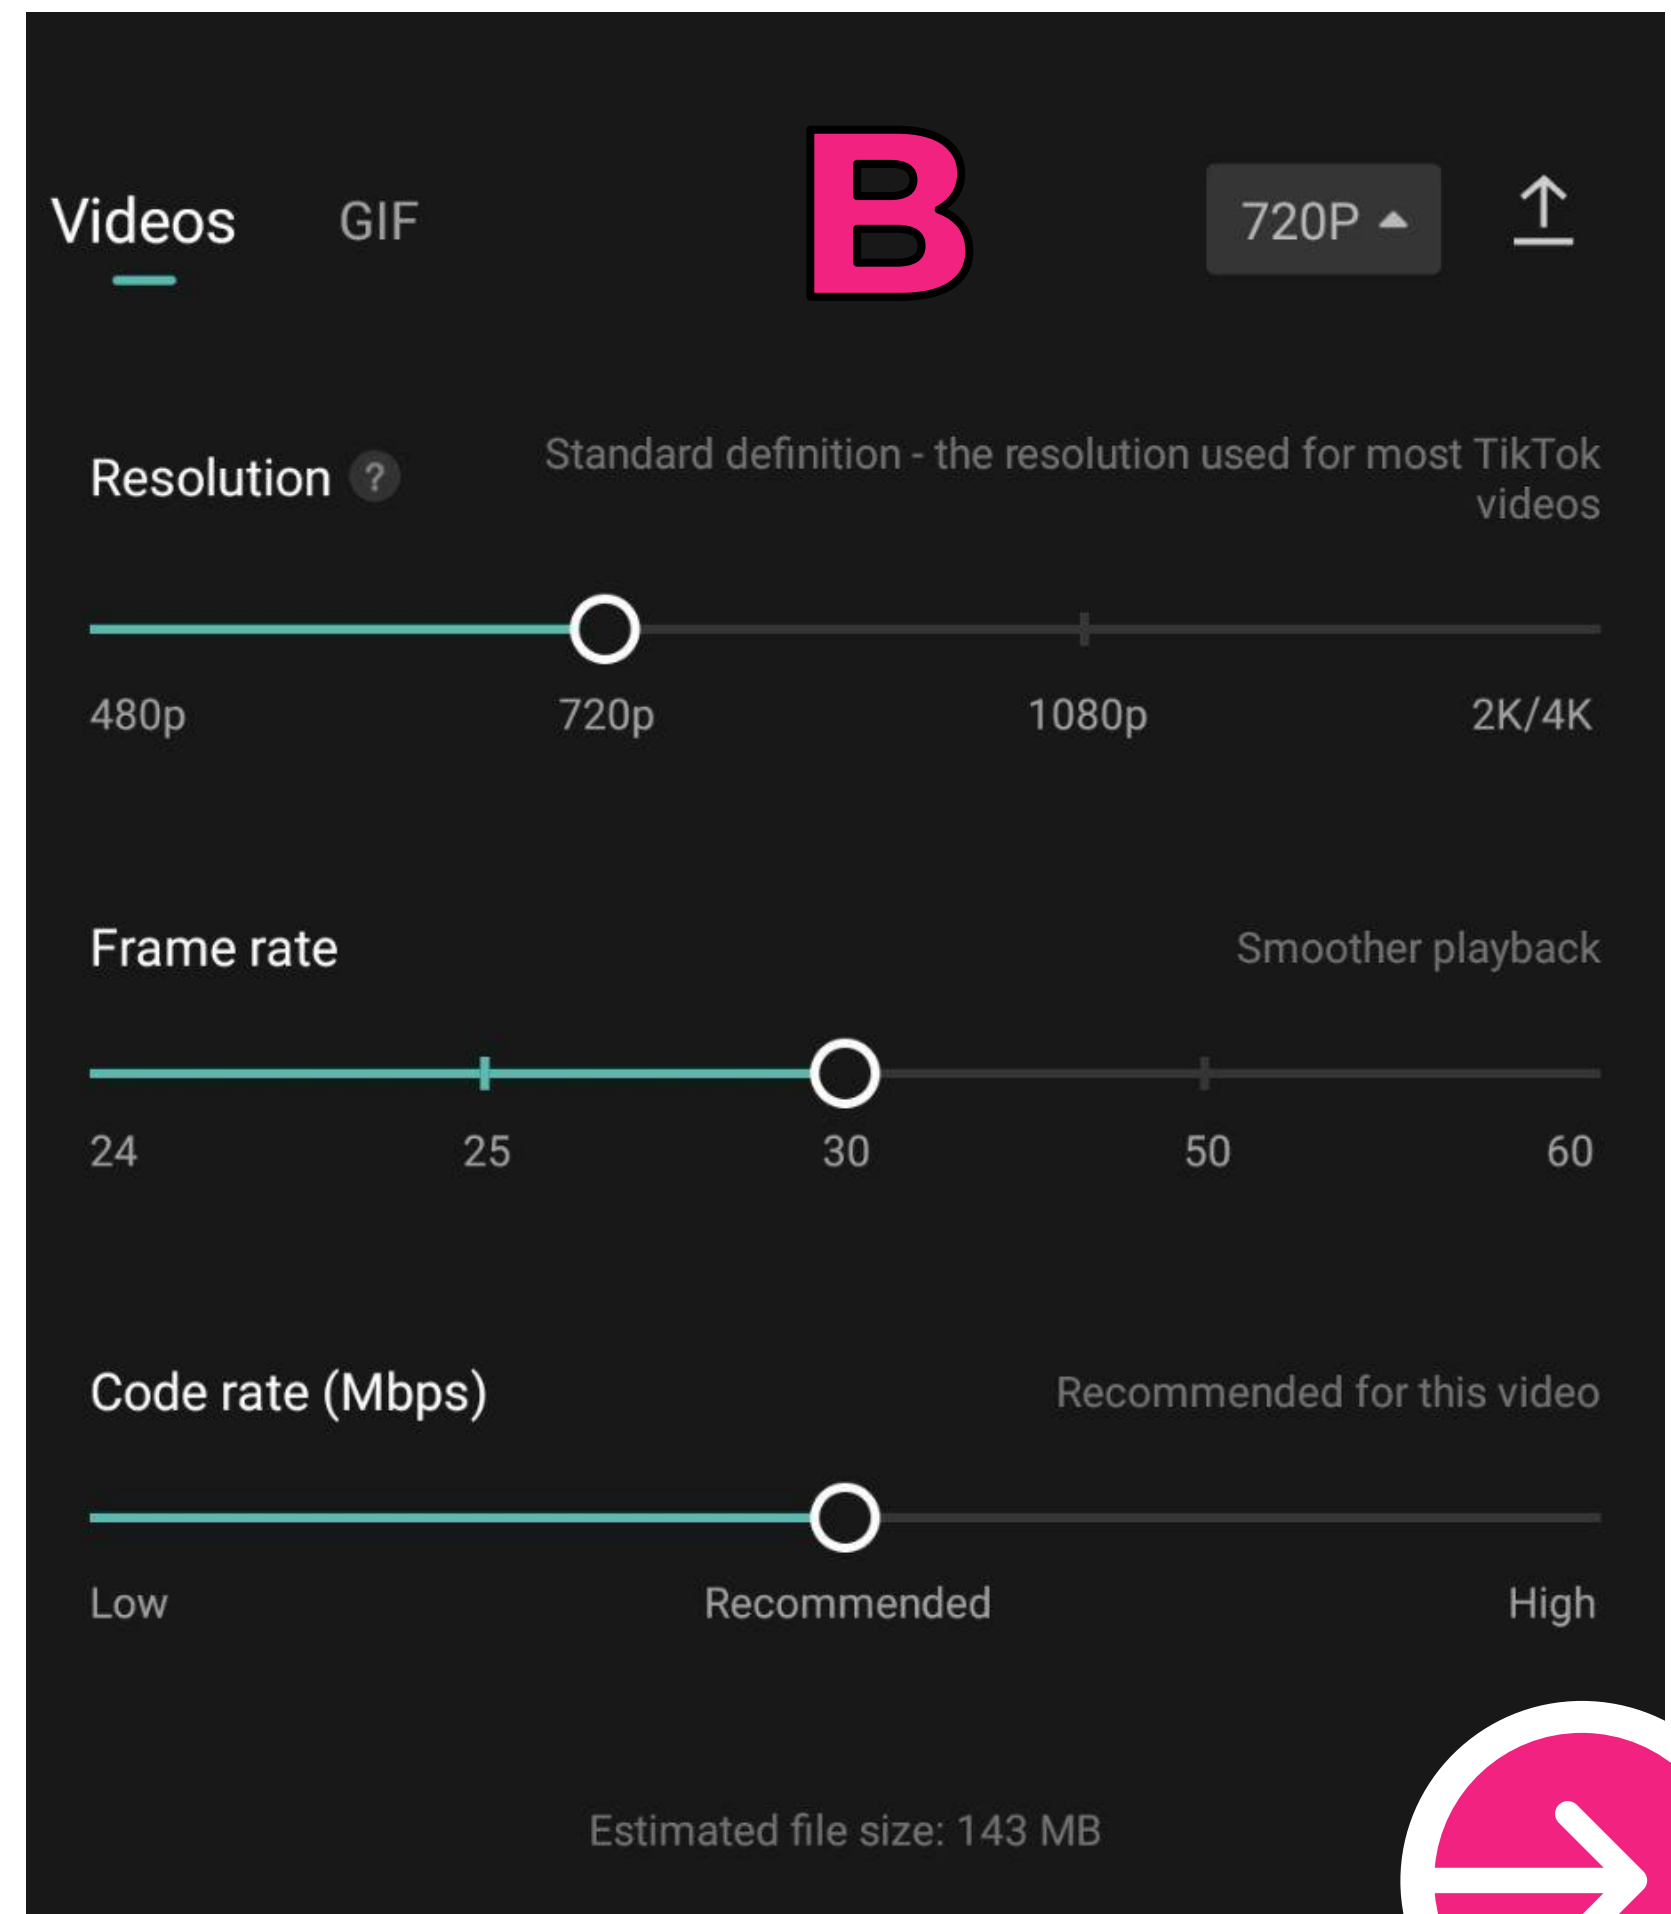 B
Videos GIF 720P
Resolution ? Standard definition - the resolution used for most TikTok
videos
480p 720p 1080p 2K/4K
Frame rate Smoother playback
24 25 30 50 60
Code rate (Mbps) Recommended for this video
Low Recommended High
Estimated file size: 143 MB